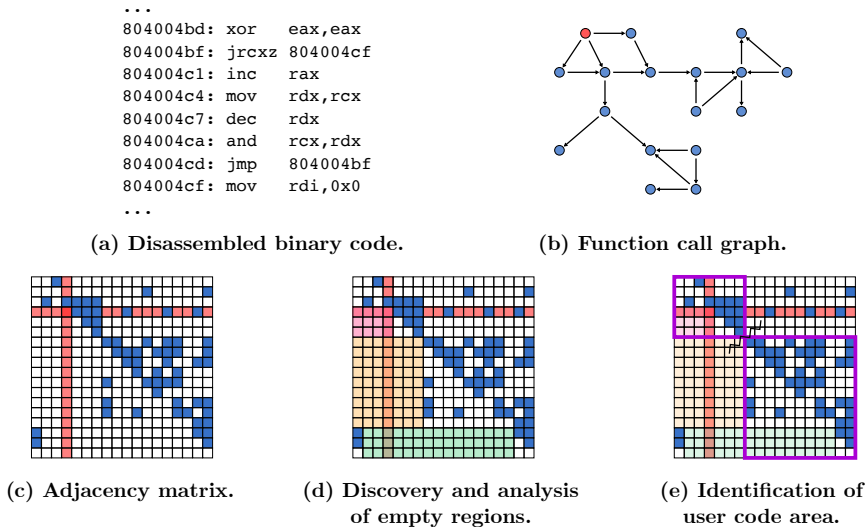 ...
804004bd: xor eax,eax
804004bf: jrcxz 804004cf
804004c1: inc rax
804004c4: mov rdx,rcx
804004c7: dec rdx
804004ca: and rcx,rdx
804004cd: jmp 804004bf
804004cf: mov rdi,0x0
...
(a) Disassembled binary code.
(b) Function call graph.
(c) Adjacency matrix.
(d) Discovery and analysis
of empty regions.
(e) Identification of
user code area.